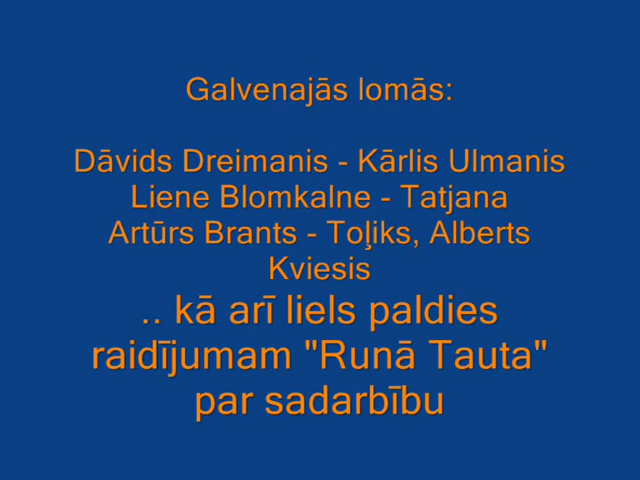 Galvenajās lomās:
Dāvids Dreimanis - Kārlis Ulmanis
Liene Blomkalne - Tatjana
Artūrs Brants - Toļiks, Alberts
Kviesis
.. kā arī liels paldies
raidījumam "Runā Tauta"
par sadarbību